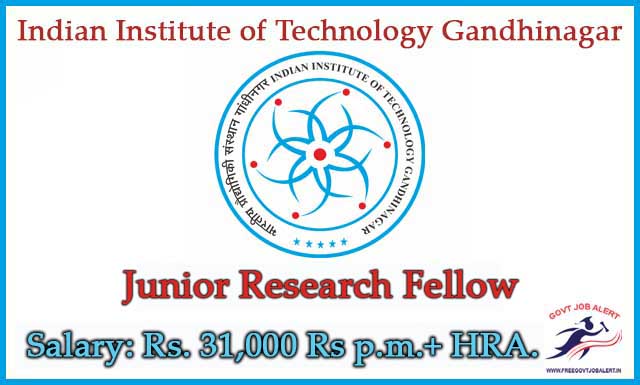 Indian Institute of Technology Gandhinagar
भारतीय प्रौद्योगिकी संस्थान गांधीनगर
INDIAN INSTITUTE OF TECHNOLOGY GANDHINAGAR
Junior Research Fellow
Salary: Rs. 31,000 Rs p.m.+ HRA.
GOVT JOB ALERT
WWW.FREEGOVTJOBALERT.IN